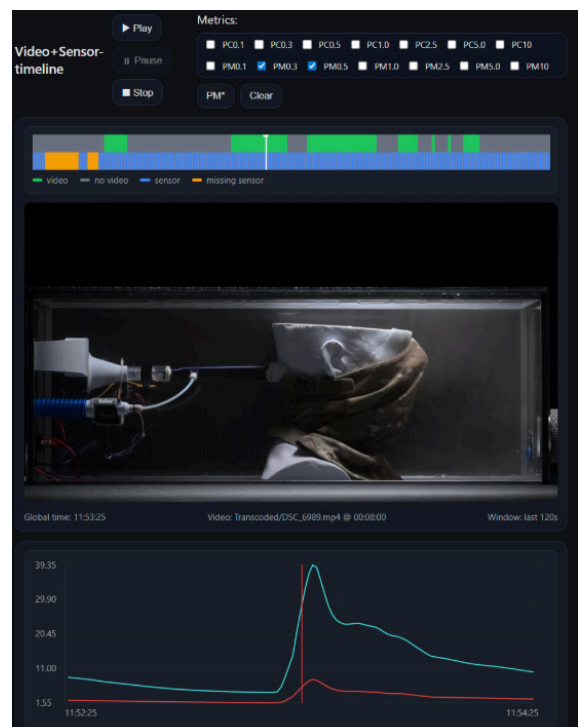 Video+Sensor-
timeline
▶ Play
⏸ Pause
■ Stop
Metrics:
PC0.1 PC0.3 PC0.5 PC1.0 PC2.5 PC5.0 PC10
PM0.1 PM0.3 PM0.5 PM1.0 PM2.5 PM5.0 PM10
PM* Clear
video no video sensor missing sensor
Global time: 11:53:25 Video: Transcoded/DSC_6989.mp4 @ 00:08:00 Window: last 120s
39.35
29.90
20.45
11.00
1.55
11:52:25 11:54:25